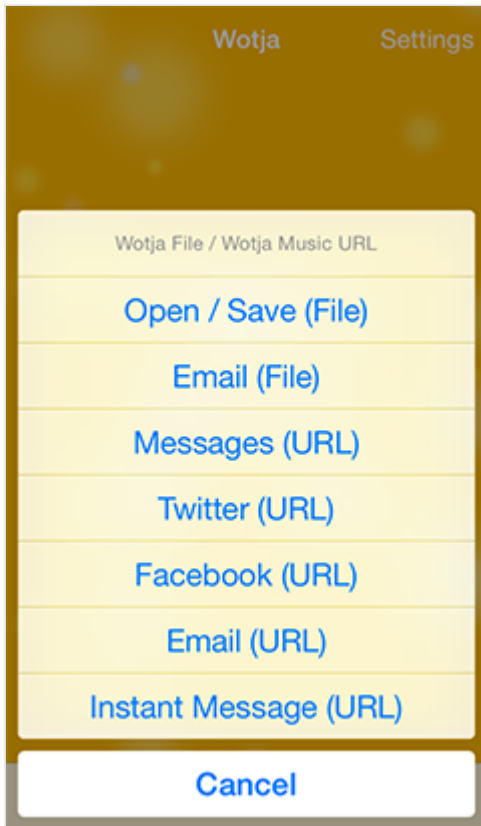 Wotja Settings
Wotja File / Wotja Music URL
Open / Save (File)
Email (File)
Messages (URL)
Twitter (URL)
Facebook (URL)
Email (URL)
Instant Message (URL)
Cancel